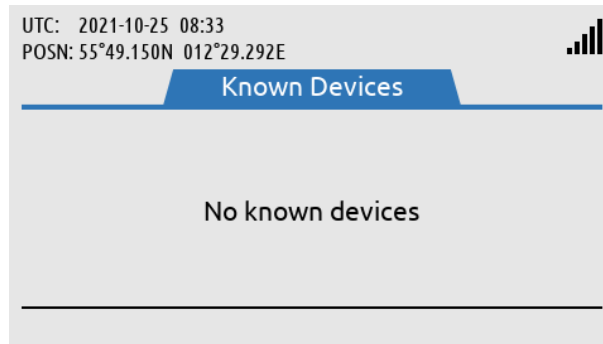 UTC: 2021-10-25 08:33
POSN: 55°49.150N 012°29.292E
Known Devices
No known devices